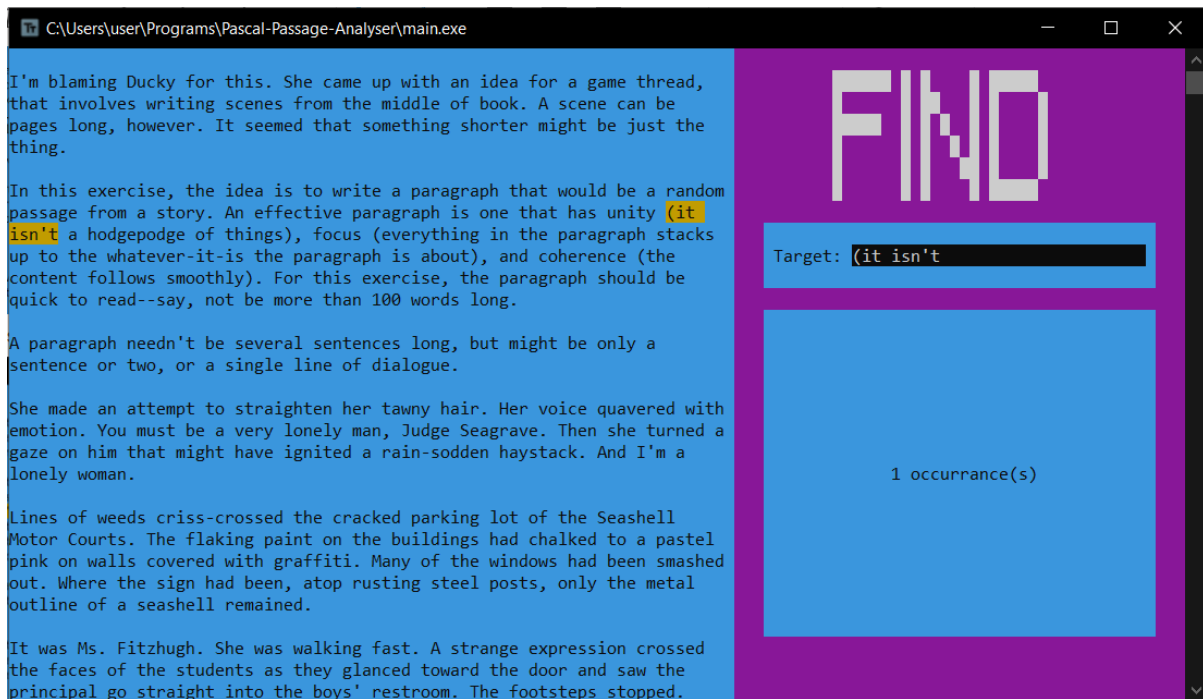 C:\Users\user\Programs\Pascal-Passage-Analyser\main.exe
I'm blaming Ducky for this. She came up with an idea for a game thread,
that involves writing scenes from the middle of book. A scene can be
pages long, however. It seemed that something shorter might be just the
thing.
In this exercise, the idea is to write a paragraph that would be a random
passage from a story. An effective paragraph is one that has unity (it
isn't a hodgepodge of things), focus (everything in the paragraph stacks
up to the whatever-it-is the paragraph is about), and coherence (the
content follows smoothly). For this exercise, the paragraph should be
quick to read--say, not be more than 100 words long.
A paragraph needn't be several sentences long, but might be only a
sentence or two, or a single line of dialogue.
She made an attempt to straighten her tawny hair. Her voice quavered with
emotion. You must be a very lonely man, Judge Seagrave. Then she turned a
gaze on him that might have ignited a rain-sodden haystack. And I'm a
lonely woman.
Lines of weeds criss-crossed the cracked parking lot of the Seashell
Motor Courts. The flaking paint on the buildings had chalked to a pastel
pink on walls covered with graffiti. Many of the windows had been smashed
out. Where the sign had been, atop rusting steel posts, only the metal
outline of a seashell remained.
It was Ms. Fitzhugh. She was walking fast. A strange expression crossed
the faces of the students as they glanced toward the door and saw the
principal go straight into the boys' restroom. The footsteps stopped.
FIND
Target: (it isn't
1 occurrance(s)